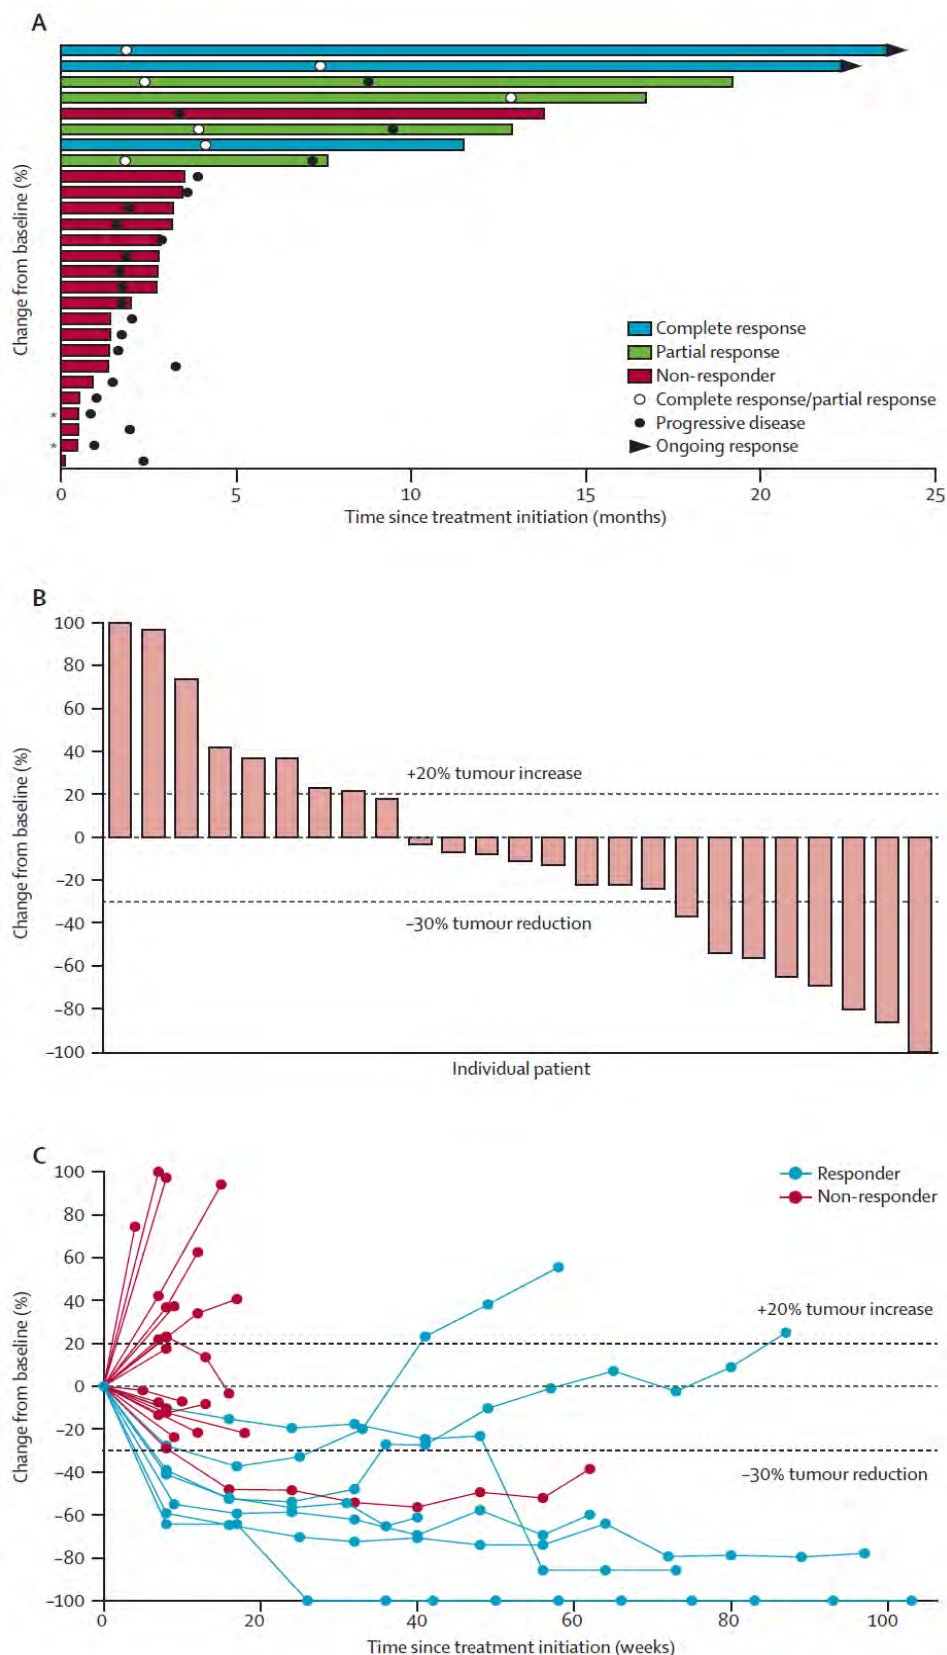 A
Change from baseline (%)
*
*
Complete response
Partial response
Non-responder
Complete response/partial response
Progressive disease
Ongoing response
0 5 10 15 20 25
Time since treatment initiation (months)
B
Change from baseline (%)
100
80
60
40
20
0
–20
–40
–60
–80
–100
+20% tumour increase
–30% tumour reduction
Individual patient
C
Change from baseline (%)
100
80
60
40
20
0
–20
–40
–60
–80
–100
Responder
Non-responder
+20% tumour increase
–30% tumour reduction
0 20 40 60 80 100
Time since treatment initiation (weeks)